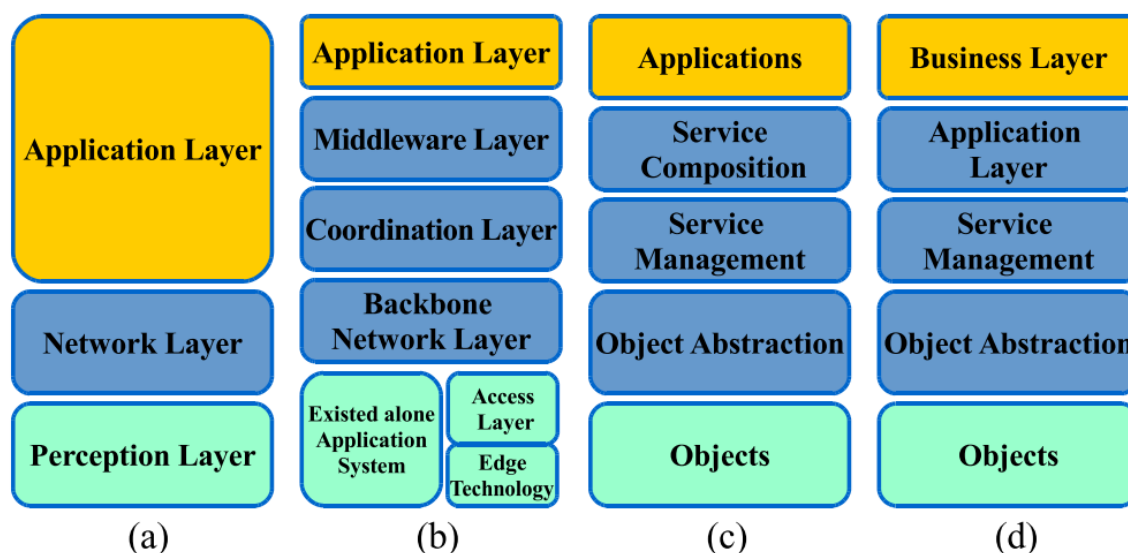 Application Layer
Network Layer
Perception Layer
(a)
Application Layer
Middleware Layer
Coordination Layer
Backbone
Network Layer
Existed alone
Application
System
Access
Layer
Edge
Technology
(b)
Applications
Service
Composition
Service
Management
Object Abstraction
Objects
(c)
Business Layer
Application
Layer
Service
Management
Object Abstraction
Objects
(d)